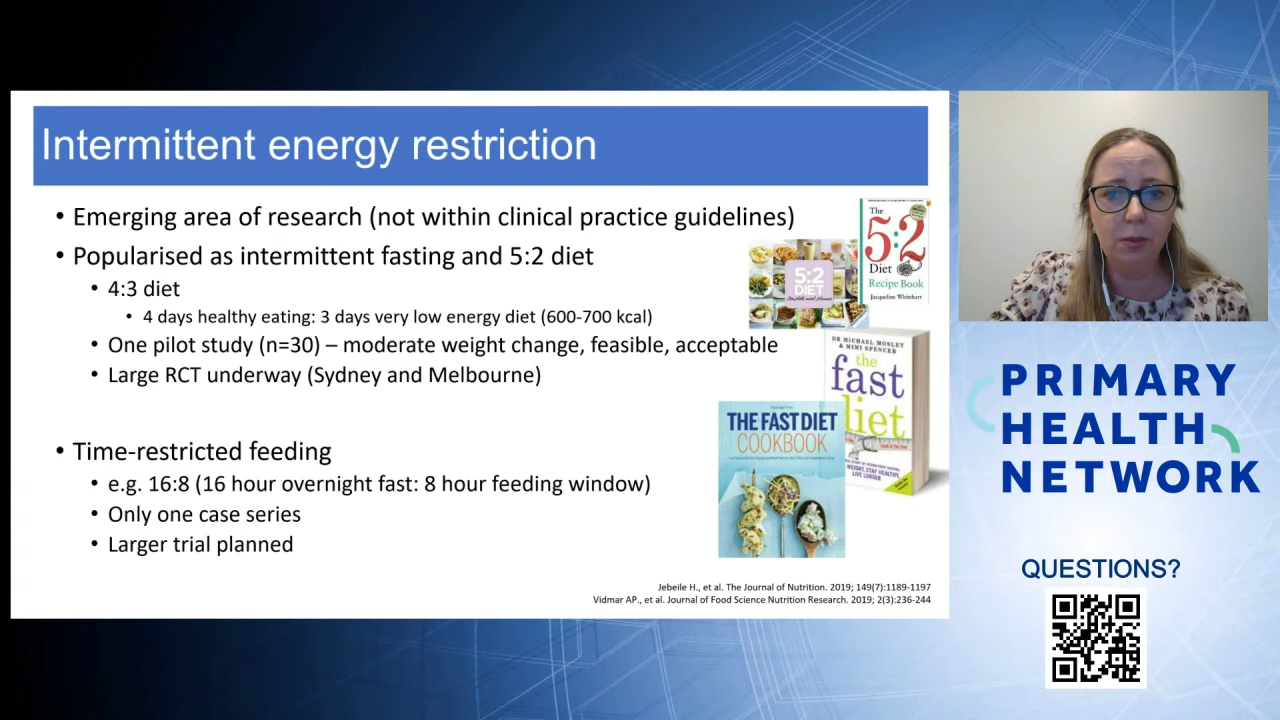 Intermittent energy restriction
• Emerging area of research (not within clinical practice guidelines)
• Popularised as intermittent fasting and 5:2 diet
• 4:3 diet
• 4 days healthy eating: 3 days very low energy diet (600-700 kcal)
• One pilot study (n=30) – moderate weight change, feasible, acceptable
• Large RCT underway (Sydney and Melbourne)
• Time-restricted feeding
• e.g. 16:8 (16 hour overnight fast: 8 hour feeding window)
• Only one case series
• Larger trial planned
The
5:2
Diet
Recipe Book
Jacqueline Whitehart
5:2
DIET
DR MICHAEL MOSLEY
& MIMI SPENCER
the
fast
diet
THE FAST DIET
COOKBOOK
Jebeile H., et al. The Journal of Nutrition. 2019; 149(7):1189-1197
Vidmar AP., et al. Journal of Food Science Nutrition Research. 2019; 2(3):236-244
PRIMARY
HEALTH
NETWORK
QUESTIONS?